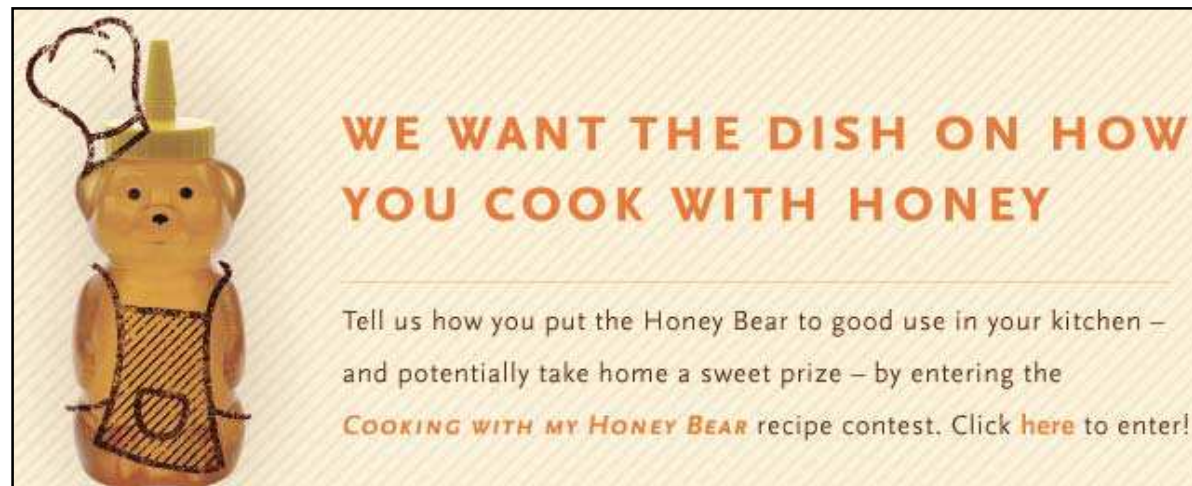 WE WANT THE DISH ON HOW
YOU COOK WITH HONEY
Tell us how you put the Honey Bear to good use in your kitchen –
and potentially take home a sweet prize – by entering the
COOKING WITH MY HONEY BEAR recipe contest. Click here to enter!